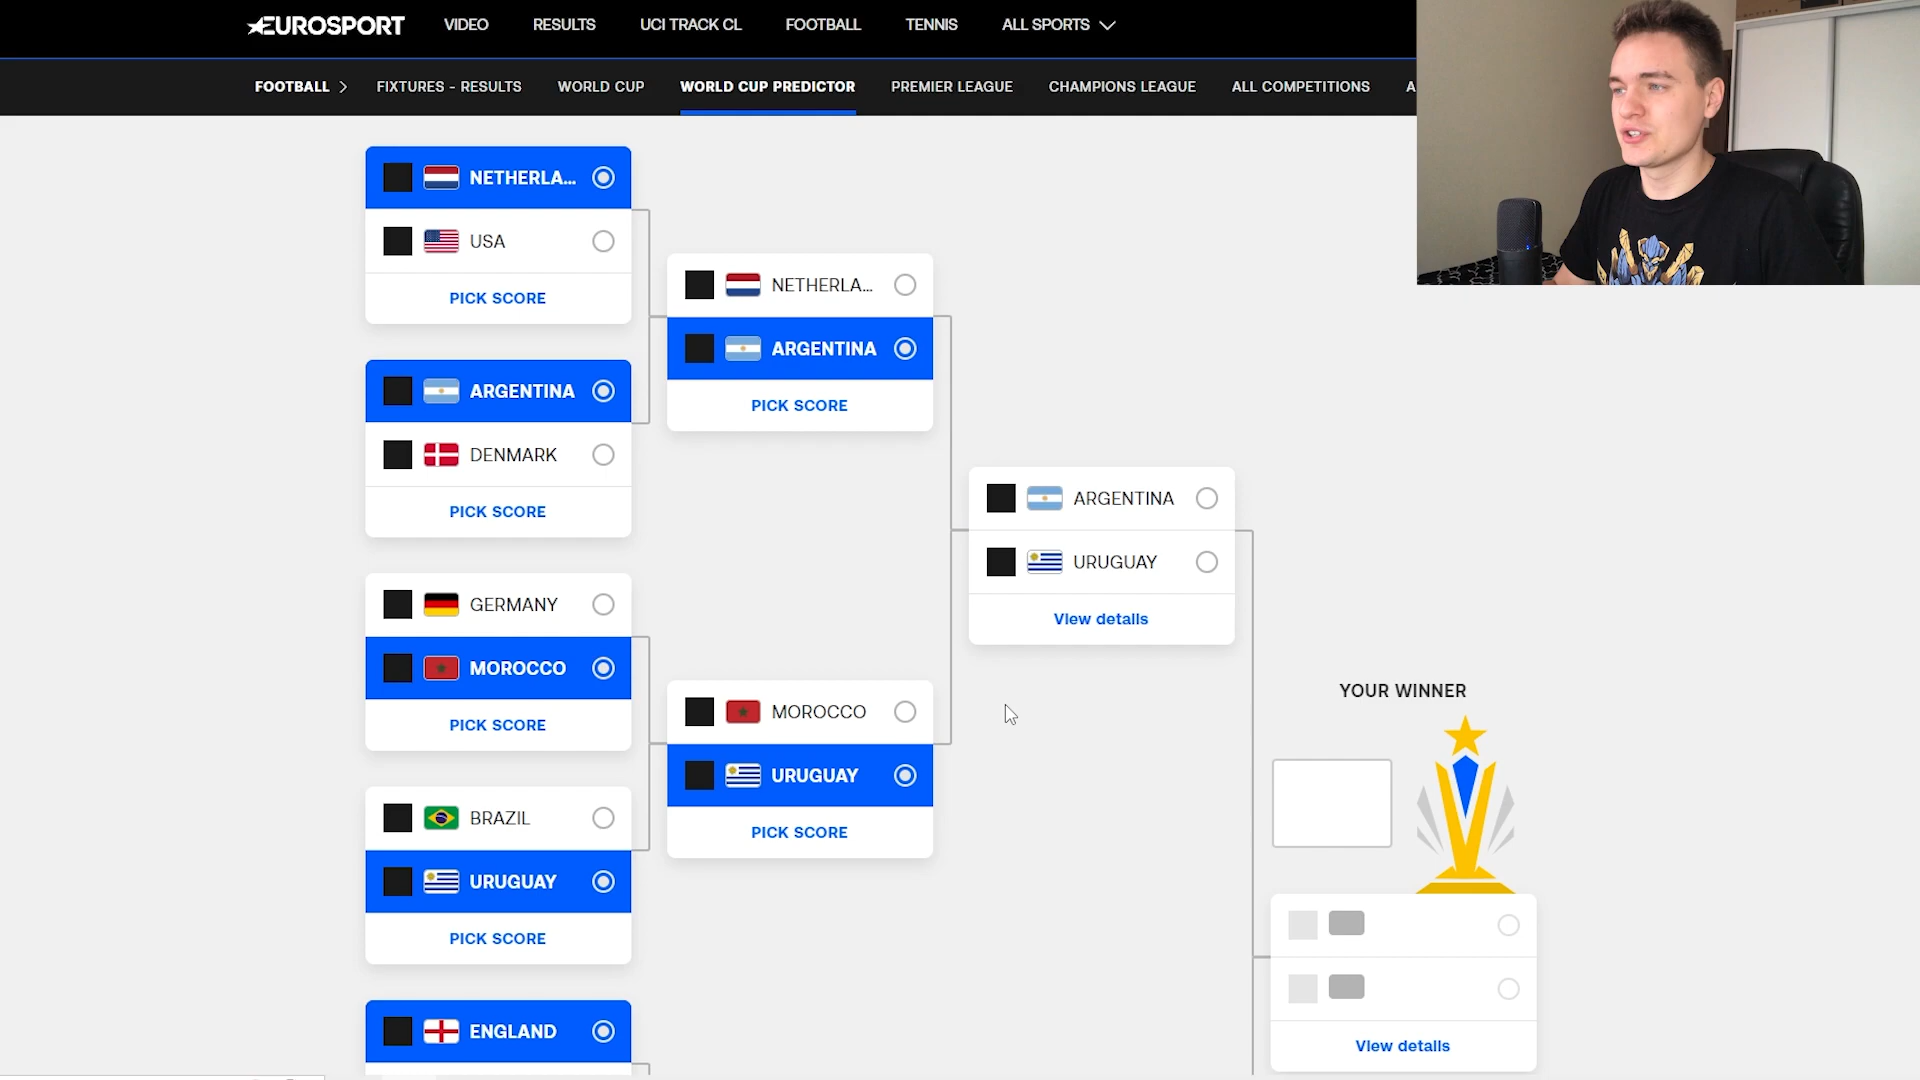 EUROSPORT
VIDEO
RESULTS
UCI TRACK CL
FOOTBALL
TENNIS
ALL SPORTS
FOOTBALL
FIXTURES - RESULTS
WORLD CUP
WORLD CUP PREDICTOR
PREMIER LEAGUE
CHAMPIONS LEAGUE
ALL COMPETITIONS
A
NETHERLA...
USA
PICK SCORE
ARGENTINA
DENMARK
PICK SCORE
GERMANY
MOROCCO
PICK SCORE
BRAZIL
URUGUAY
PICK SCORE
ENGLAND
NETHERLA...
ARGENTINA
PICK SCORE
MOROCCO
URUGUAY
PICK SCORE
ARGENTINA
URUGUAY
View details
YOUR WINNER
View details